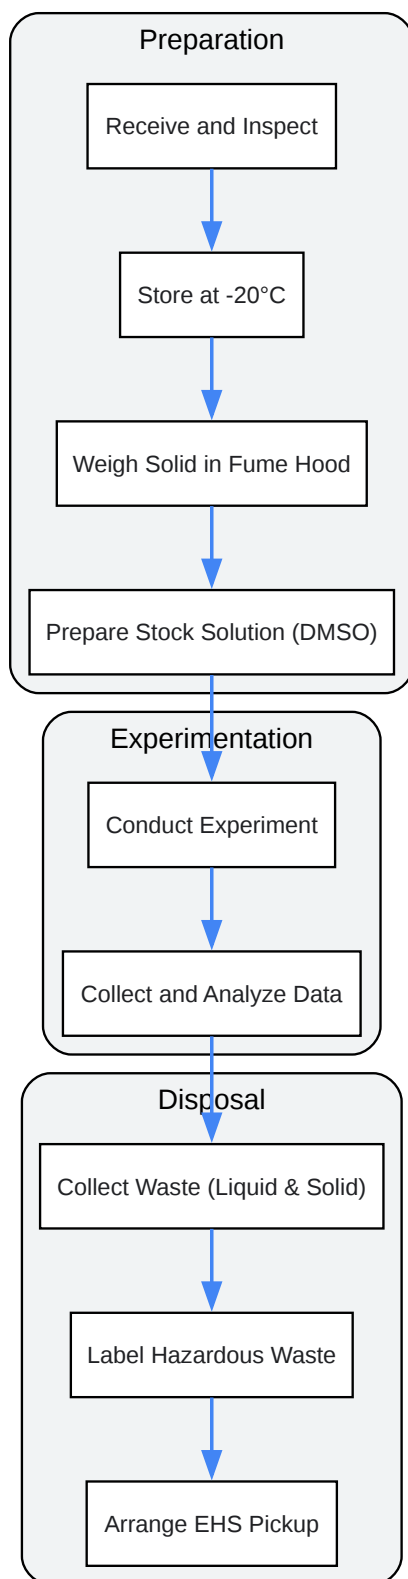 Preparation
Receive and Inspect
Store at -20°C
Weigh Solid in Fume Hood
Prepare Stock Solution (DMSO)
Experimentation
Conduct Experiment
Collect and Analyze Data
Disposal
Collect Waste (Liquid & Solid)
Label Hazardous Waste
Arrange EHS Pickup